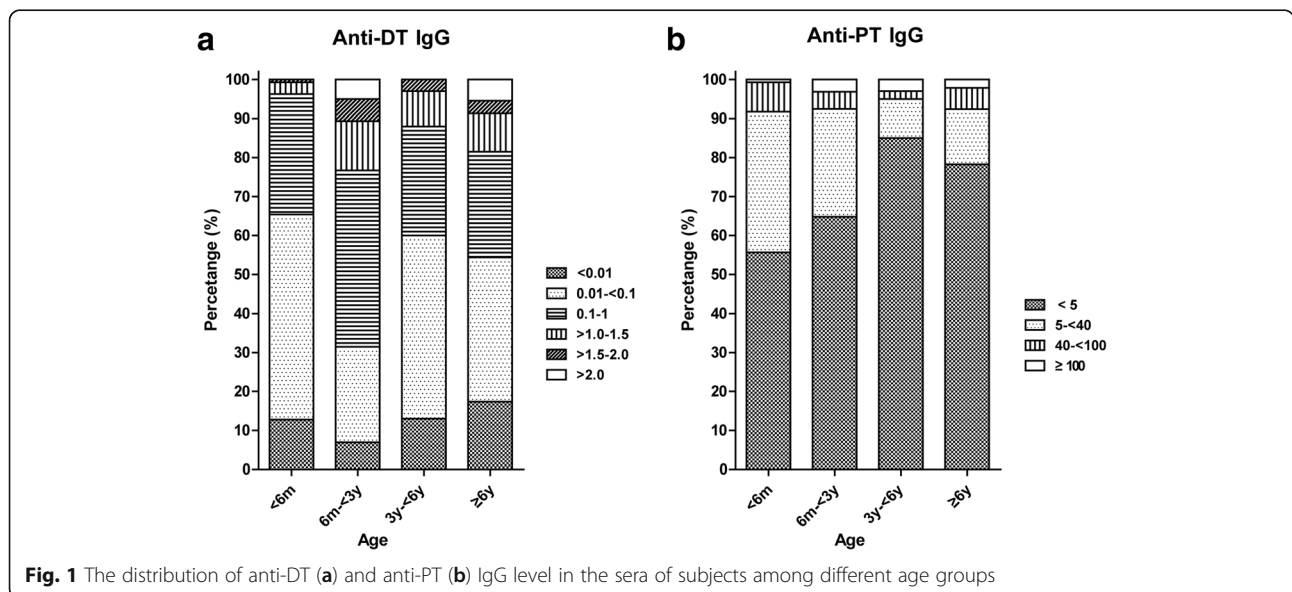 a
Anti-DT IgG
Percetange (%)
100
90
80
70
60
50
40
30
20
10
0
<6m
6m-<3y
3y-<6y
≥6y
Age
<0.01
0.01-<0.1
0.1-1
>1.0-1.5
>1.5-2.0
>2.0
b
Anti-PT IgG
Percetange (%)
100
90
80
70
60
50
40
30
20
10
0
<6m
6m-<3y
3y-<6y
≥6y
Age
< 5
5-<40
40-<100
≥ 100
Fig. 1 The distribution of anti-DT (a) and anti-PT (b) IgG level in the sera of subjects among different age groups